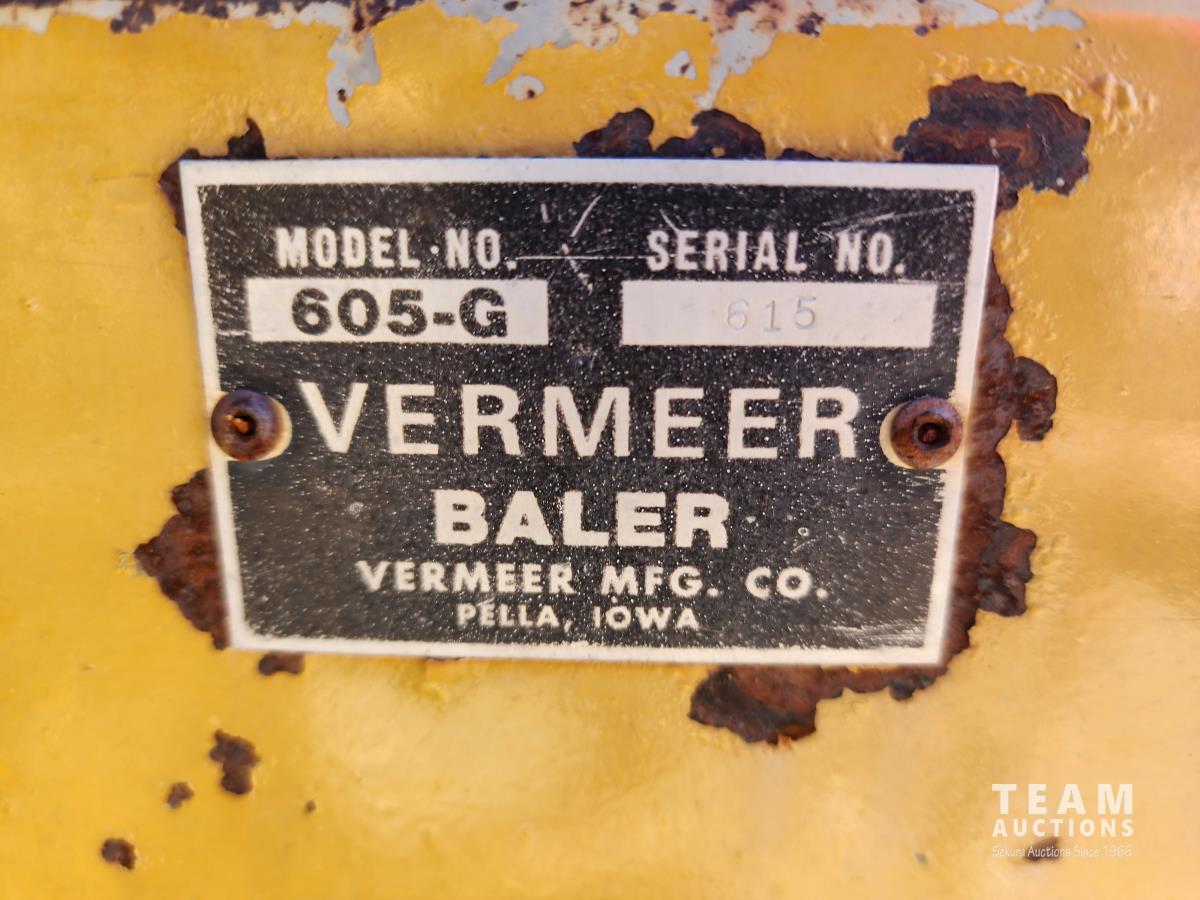 MODEL NO. SERIAL NO.
605-G 615
VERMEER
BALER
VERMEER MFG. CO.
PELLA, IOWA
TEAM
AUCTIONS
Sekura Auctions Since 1966